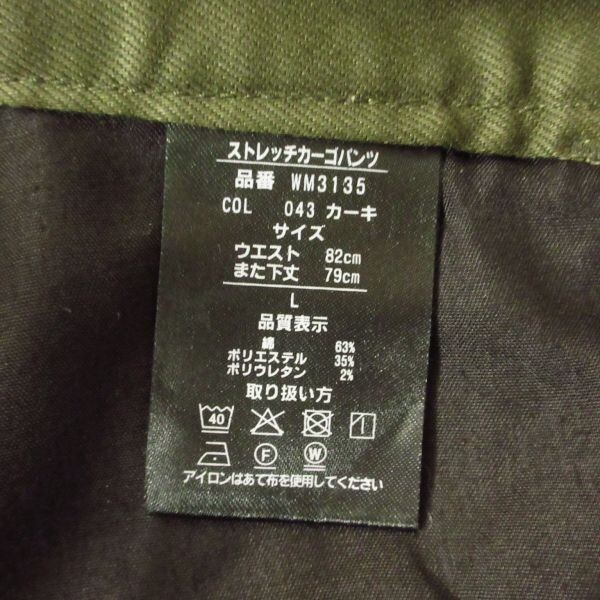 ストレッチカーゴパンツ
品番 WM3135
COL 043 カーキ
サイズ
ウエスト 82cm
また下丈 79cm
L
品質表示
綿 63%
ポリエステル 35%
ポリウレタン 2%
取り扱い方
40
F W
アイロンはあて布を使用してください